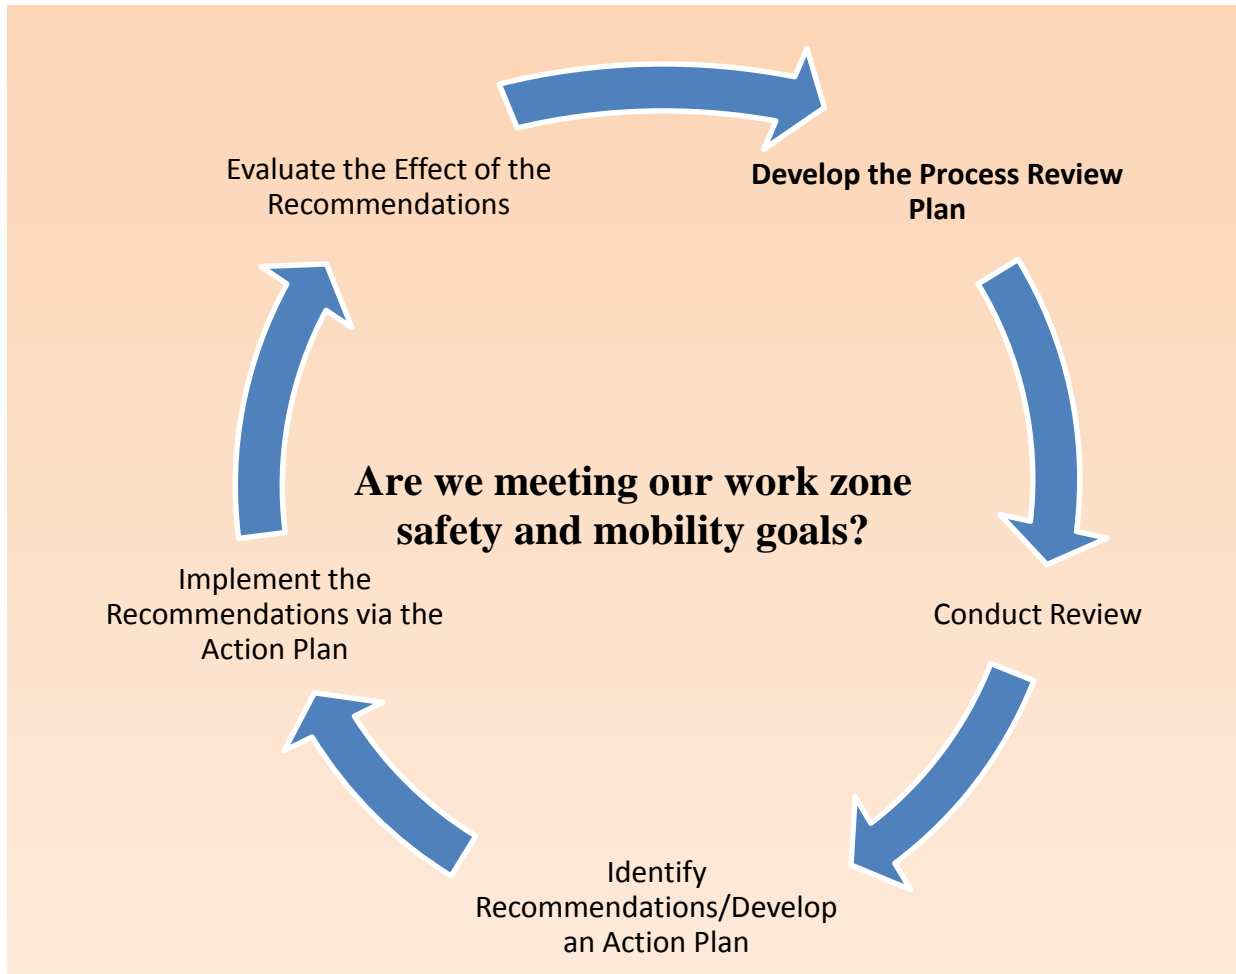 Evaluate the Effect of the
Recommendations
Develop the Process Review
Plan
Are we meeting our work zone
safety and mobility goals?
Implement the
Recommendations via the
Action Plan
Conduct Review
Identify
Recommendations/Develop
an Action Plan